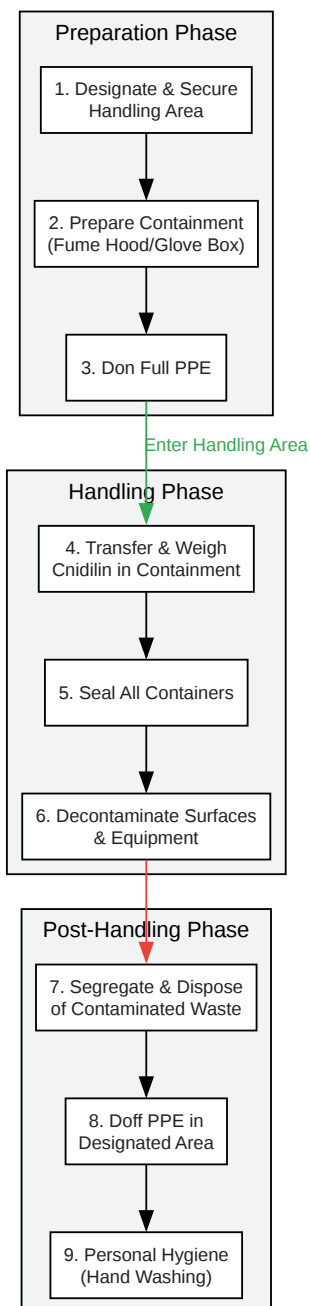 Preparation Phase
1. Designate & Secure
Handling Area
2. Prepare Containment
(Fume Hood/Glove Box)
3. Don Full PPE
Enter Handling Area
Handling Phase
4. Transfer & Weigh
Cnidilin in Containment
5. Seal All Containers
6. Decontaminate Surfaces
& Equipment
Post-Handling Phase
7. Segregate & Dispose
of Contaminated Waste
8. Doff PPE in
Designated Area
9. Personal Hygiene
(Hand Washing)